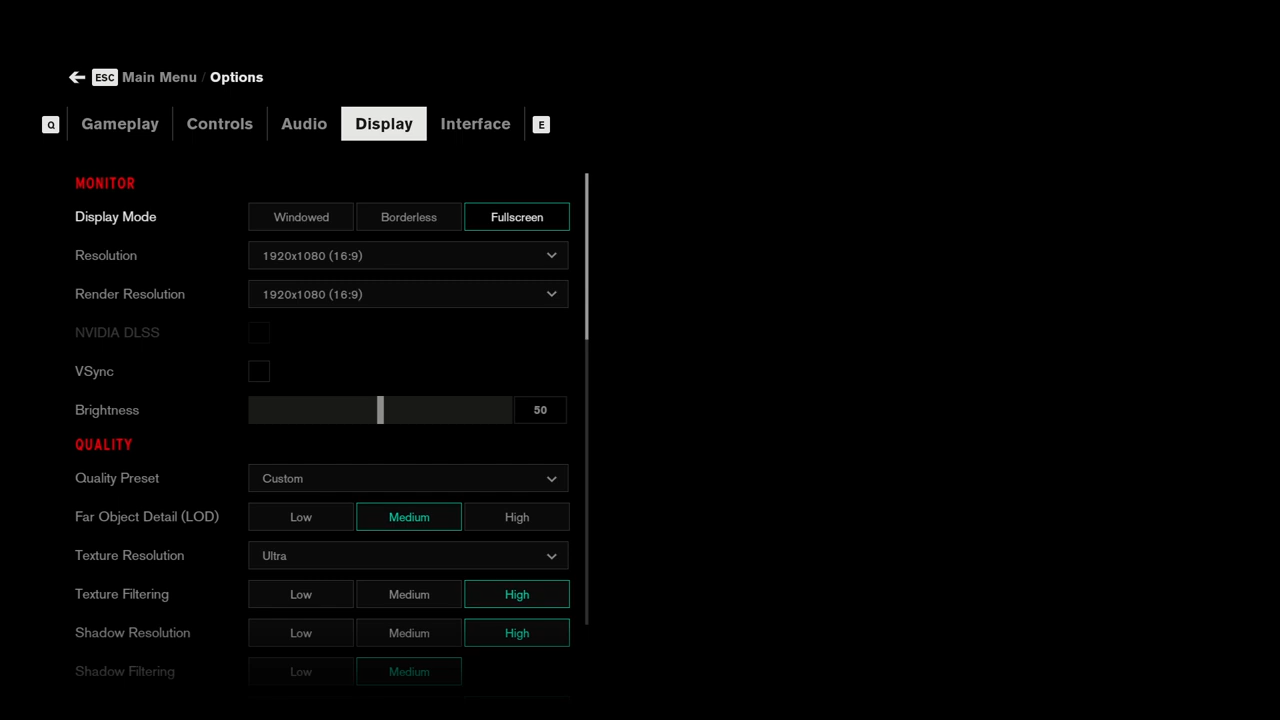 ESC Main Menu / Options
Q Gameplay Controls Audio Display Interface E
MONITOR
Display Mode Windowed Borderless Fullscreen
Resolution 1920x1080 (16:9)
Render Resolution 1920x1080 (16:9)
NVIDIA DLSS
VSync
Brightness 50
QUALITY
Quality Preset Custom
Far Object Detail (LOD) Low Medium High
Texture Resolution Ultra
Texture Filtering Low Medium High
Shadow Resolution Low Medium High
Shadow Filtering Low Medium